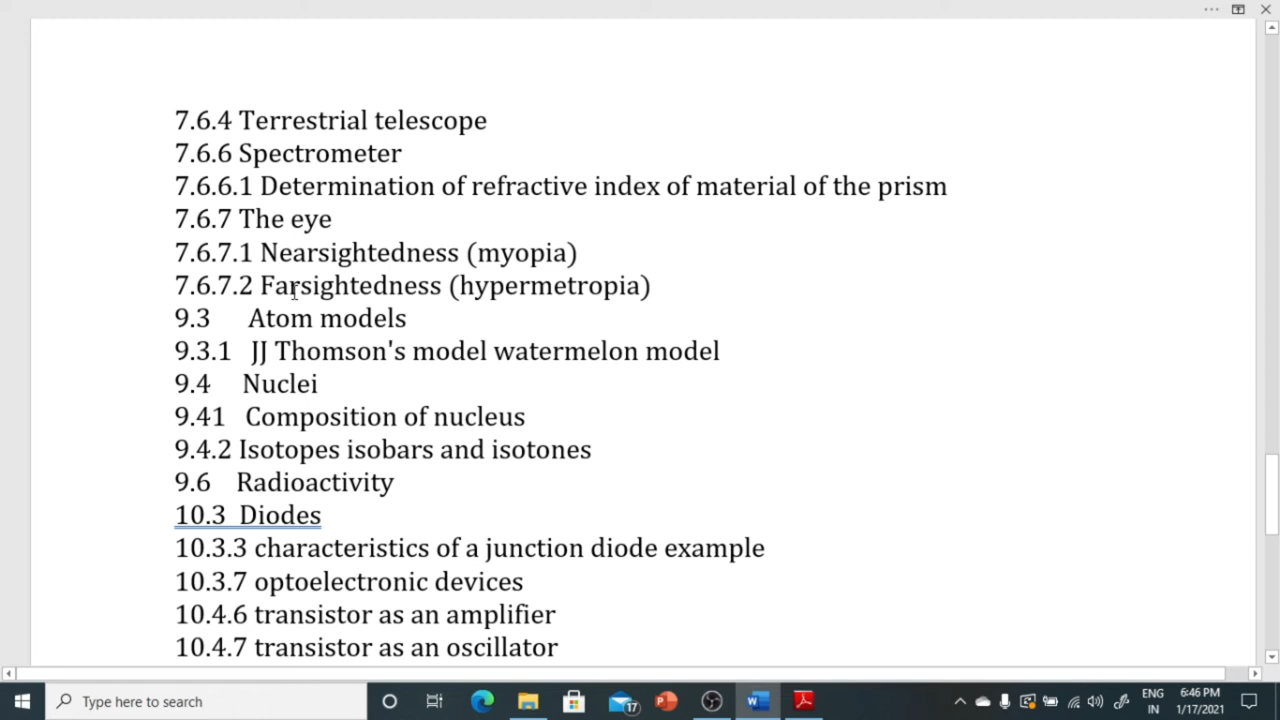 7.6.4 Terrestrial telescope
7.6.6 Spectrometer
7.6.6.1 Determination of refractive index of material of the prism
7.6.7 The eye
7.6.7.1 Nearsightedness (myopia)
7.6.7.2 Farsightedness (hypermetropia)
9.3 Atom models
9.3.1 JJ Thomson's model watermelon model
9.4 Nuclei
9.41 Composition of nucleus
9.4.2 Isotopes isobars and isotones
9.6 Radioactivity
10.3 Diodes
10.3.3 characteristics of a junction diode example
10.3.7 optoelectronic devices
10.4.6 transistor as an amplifier
10.4.7 transistor as an oscillator
Type here to search
17
ENG
IN
6:46 PM
1/17/2021